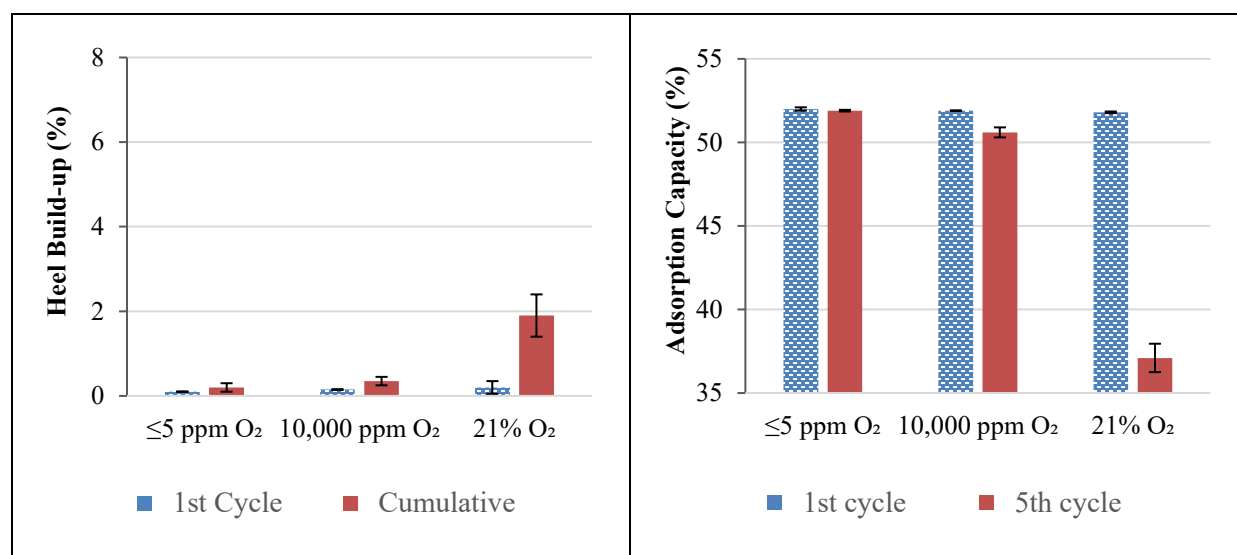 Heel Build-up (%)
8
6
4
2
0
≤5 ppm O₂ 10,000 ppm O₂ 21% O₂
1st Cycle Cumulative
Adsorption Capacity (%)
55
50
45
40
35
≤5 ppm O₂ 10,000 ppm O₂ 21% O₂
1st cycle 5th cycle